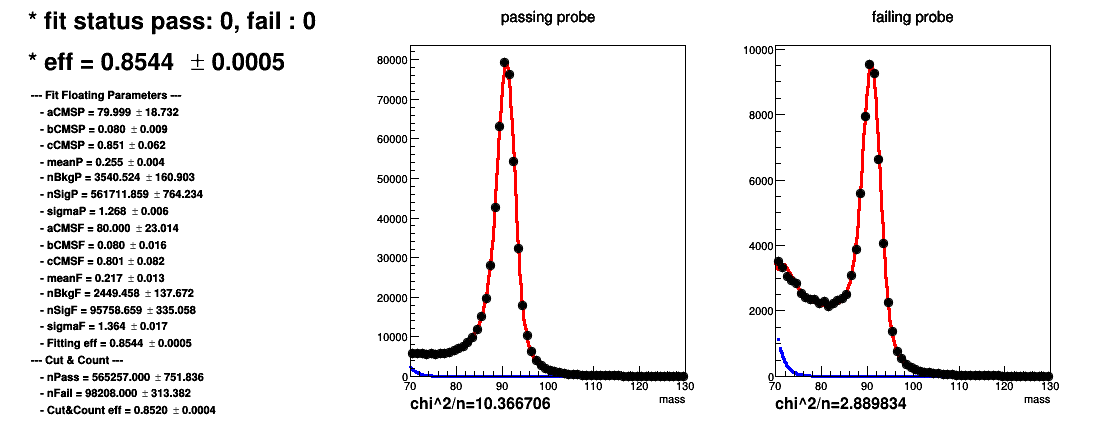 * fit status pass: 0, fail : 0
* eff = 0.8544 ± 0.0005
--- Fit Floating Parameters ---
- aCMSP = 79.999 ± 18.732
- bCMSP = 0.080 ± 0.009
- cCMSP = 0.851 ± 0.062
- meanP = 0.255 ± 0.004
- nBkgP = 3540.524 ± 160.903
- nSigP = 561711.859 ± 764.234
- sigmaP = 1.268 ± 0.006
- aCMSF = 80.000 ± 23.014
- bCMSF = 0.080 ± 0.016
- cCMSF = 0.801 ± 0.082
- meanF = 0.217 ± 0.013
- nBkgF = 2449.458 ± 137.672
- nSigF = 95758.659 ± 335.058
- sigmaF = 1.364 ± 0.017
- Fitting eff = 0.8544 ± 0.0005
--- Cut & Count ---
- nPass = 565257.000 ± 751.836
- nFail = 98208.000 ± 313.382
- Cut&Count eff = 0.8520 ± 0.0004
passing probe
80000
70000
60000
50000
40000
30000
20000
10000
0
70 80 90 100 110 120 130
mass
chi^2/n=10.366706
failing probe
10000
8000
6000
4000
2000
0
70 80 90 100 110 120 130
mass
chi^2/n=2.889834